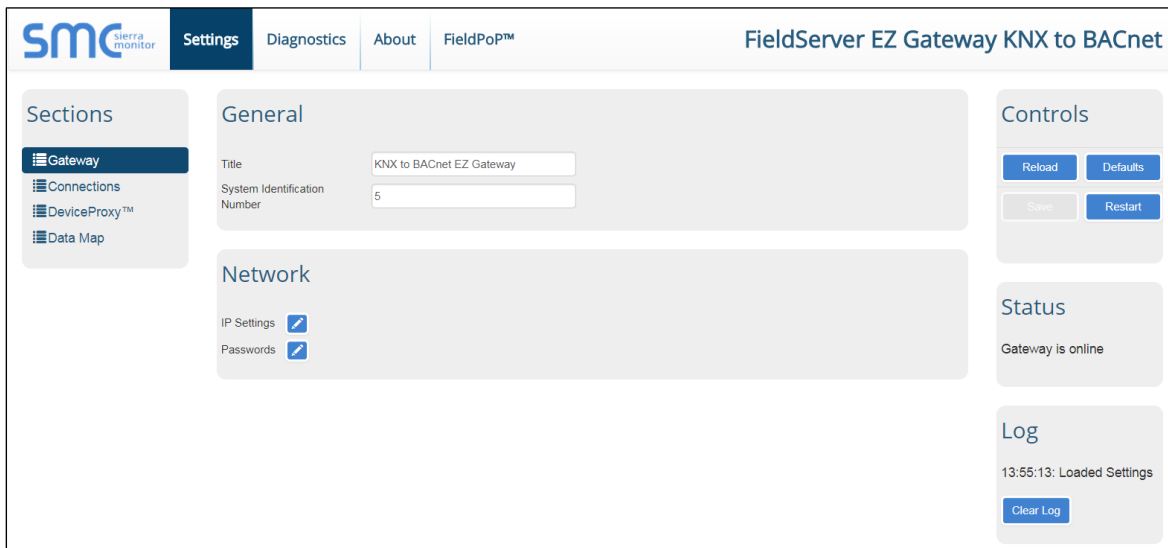 SMC sierra monitor
Settings
Diagnostics
About
FieldPoP™
FieldServer EZ Gateway KNX to BACnet
Sections
Gateway
Connections
DeviceProxy™
Data Map
General
Title
KNX to BACnet EZ Gateway
System Identification
Number
5
Network
IP Settings
Passwords
Controls
Reload
Defaults
Save
Restart
Status
Gateway is online
Log
13:55:13: Loaded Settings
Clear Log